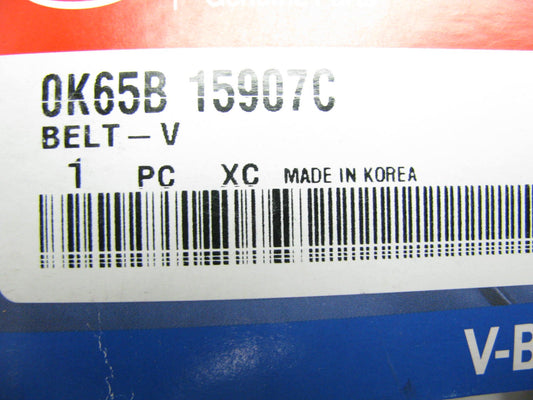 0K65B 15907C
BELT-V
1 PC XC MADE IN KOREA
V-B